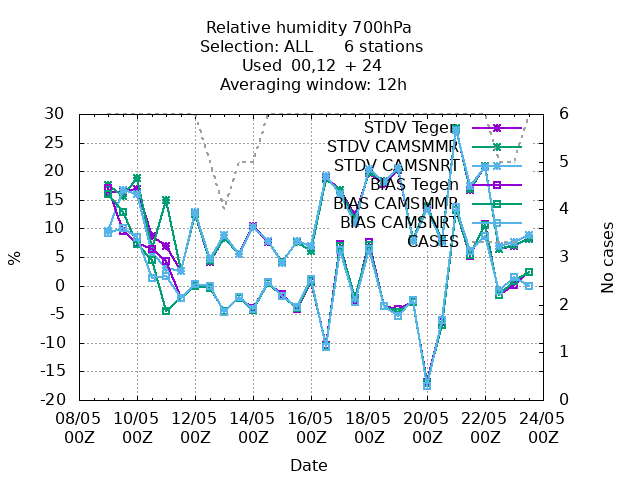 Relative humidity 700hPa
Selection: ALL 6 stations
Used 00,12 + 24
Averaging window: 12h
30
25
20
15
10
5
0
-5
-10
-15
-20
%
6
5
4
3
2
1
0
No cases
STDV Tegen
STDV CAMSMMR
STDV CAMSNRT
BIAS Tegen
BIAS CAMSMMR
BIAS CAMSNRT
CASES
08/05 10/05 12/05 14/05 16/05 18/05 20/05 22/05 24/05
00Z 00Z 00Z 00Z 00Z 00Z 00Z 00Z 00Z
Date